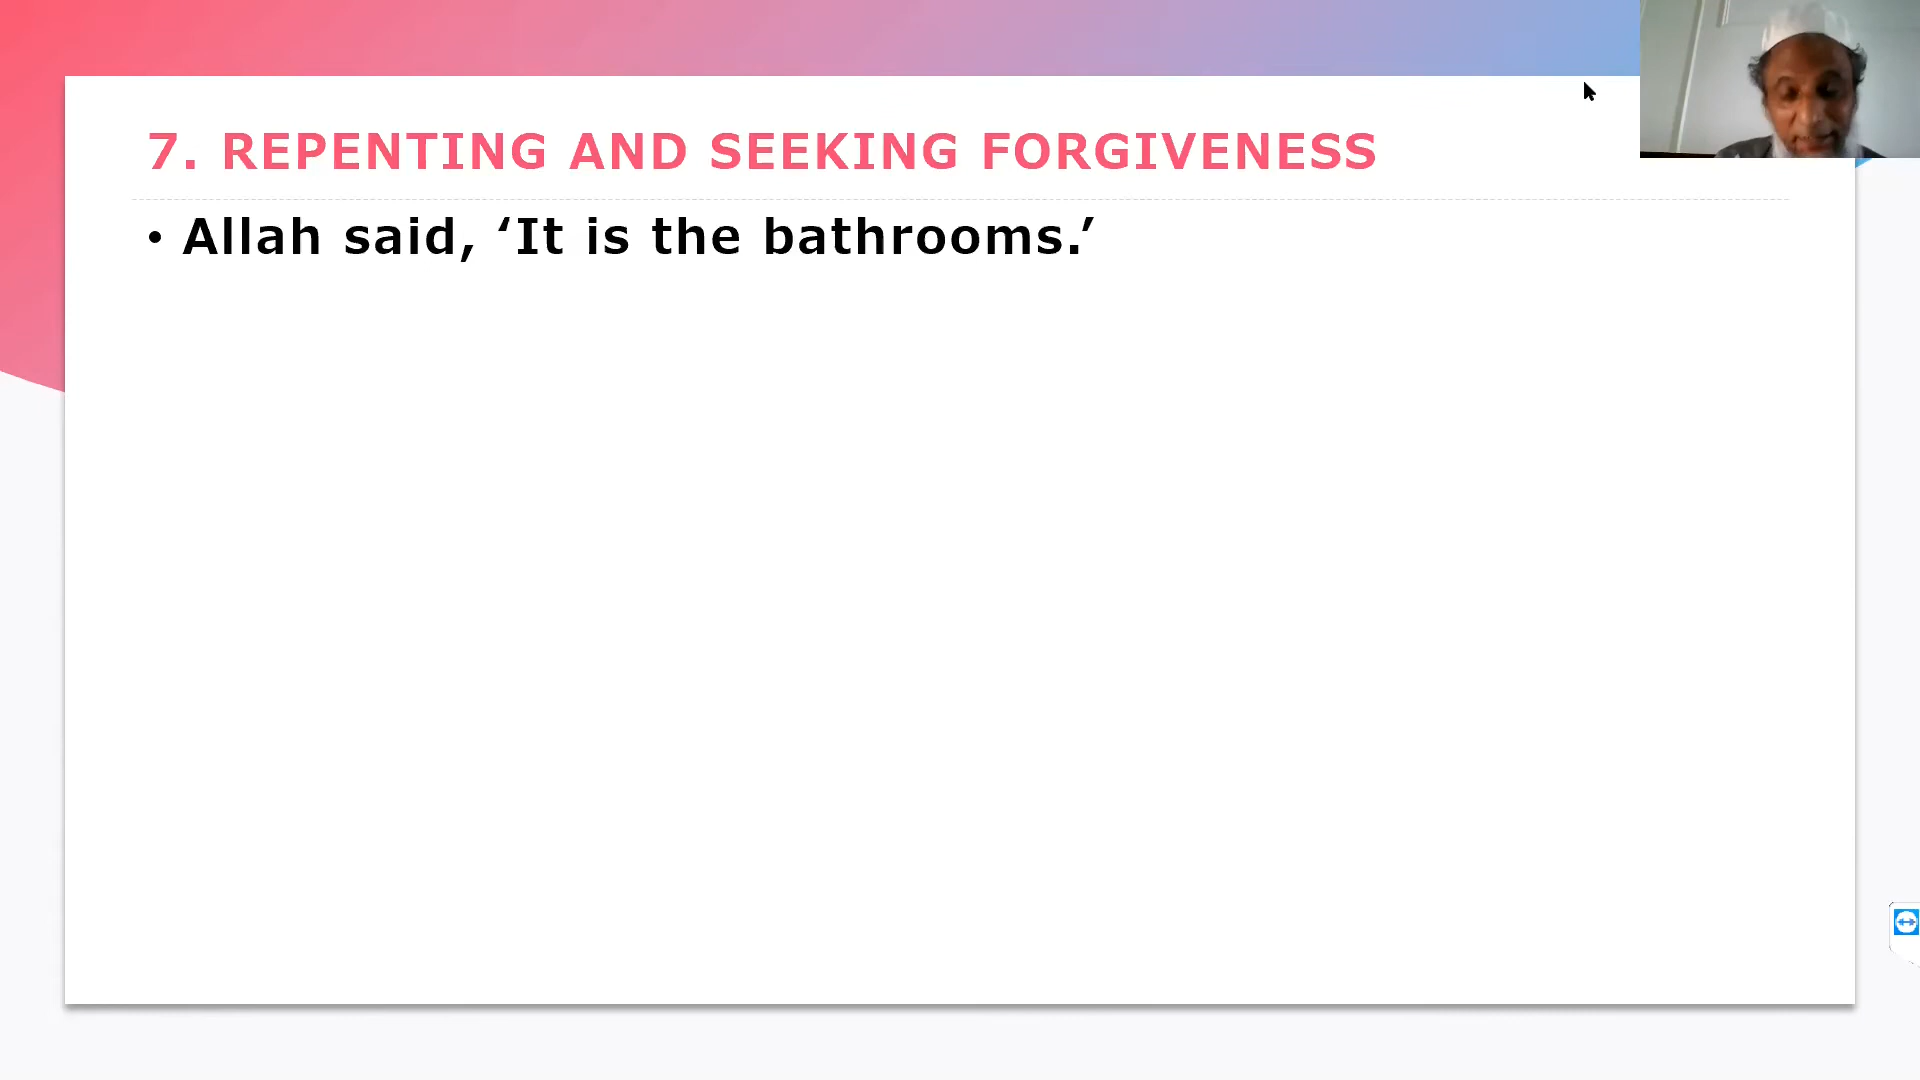 7. REPENTING AND SEEKING FORGIVENESS
• Allah said, ‘It is the bathrooms.’